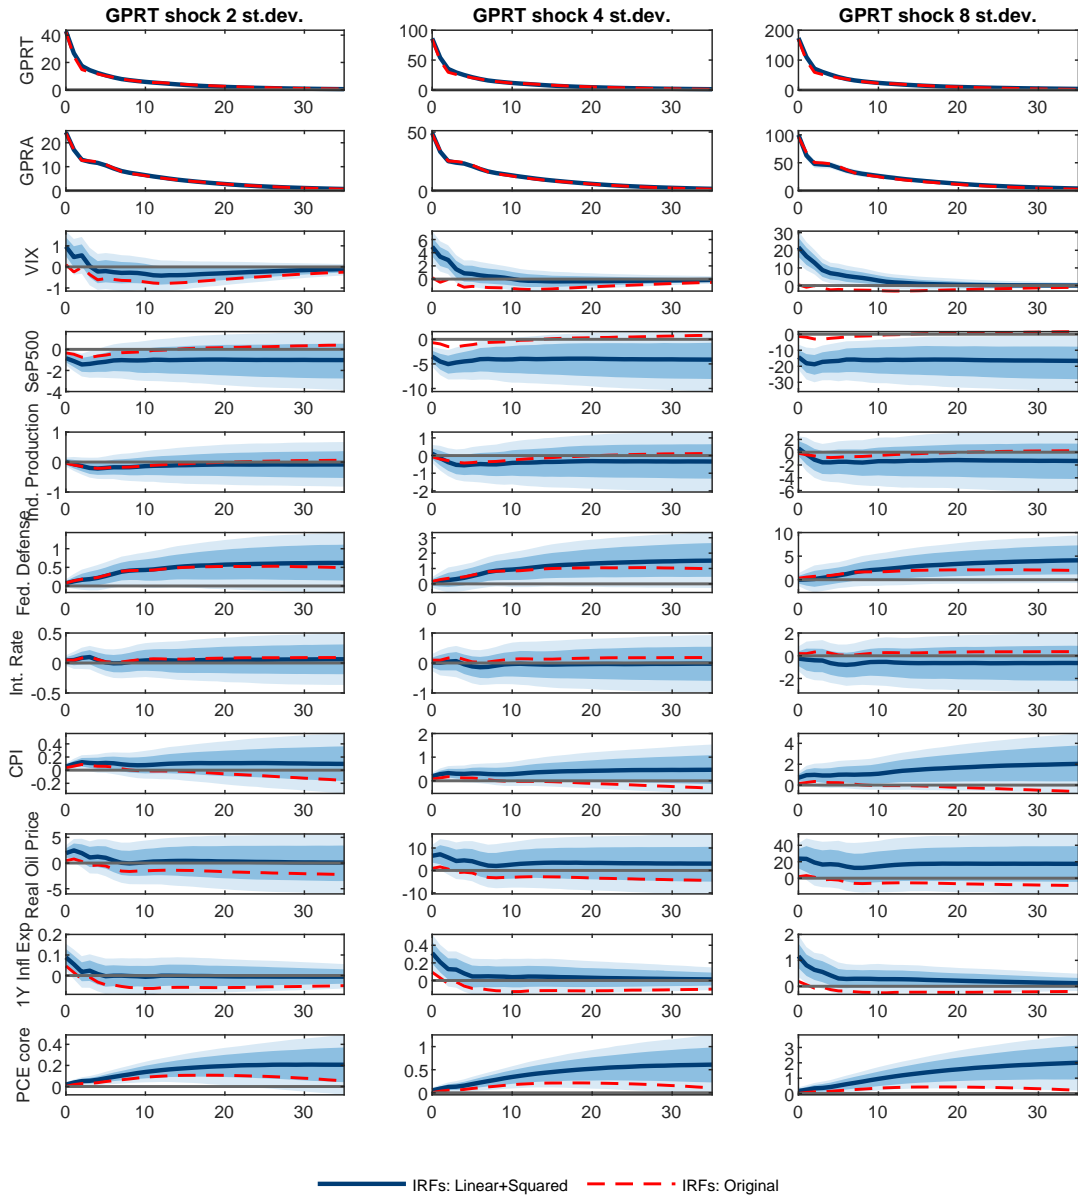 GPRT shock 2 st.dev. GPRT shock 4 st.dev. GPRT shock 8 st.dev.
GPRT
40
20
0
0 10 20 30
100
50
0
0 10 20 30
200
100
0
0 10 20 30
GPRA
20
10
0
0 10 20 30
50
0
0 10 20 30
100
50
0
0 10 20 30
VIX
1
0
-1
0 10 20 30
6
4
2
0
0 10 20 30
30
20
10
0
0 10 20 30
SeP500
0
-2
-4
0 10 20 30
0
-5
-10
0 10 20 30
0
-10
-20
-30
0 10 20 30
Ind. Production
1
0
-1
0 10 20 30
1
0
-1
-2
0 10 20 30
2
0
-2
-4
-6
0 10 20 30
Fed. Defense
1
0.5
0
0 10 20 30
3
2
1
0
0 10 20 30
10
5
0
0 10 20 30
Int. Rate
0.5
0
-0.5
0 10 20 30
1
0
-1
0 10 20 30
2
0
-2
0 10 20 30
CPI
0.4
0.2
0
-0.2
0 10 20 30
2
1
0
0 10 20 30
4
2
0
0 10 20 30
Real Oil Price
5
0
-5
0 10 20 30
10
0
-10
0 10 20 30
40
20
0
0 10 20 30
1Y Infl Exp
0.2
0.1
0
0 10 20 30
0.4
0.2
0
0 10 20 30
2
1
0
0 10 20 30
PCE core
0.4
0.2
0
0 10 20 30
1
0.5
0
0 10 20 30
3
2
1
0
0 10 20 30
IRFs: Linear+Squared IRFs: Original